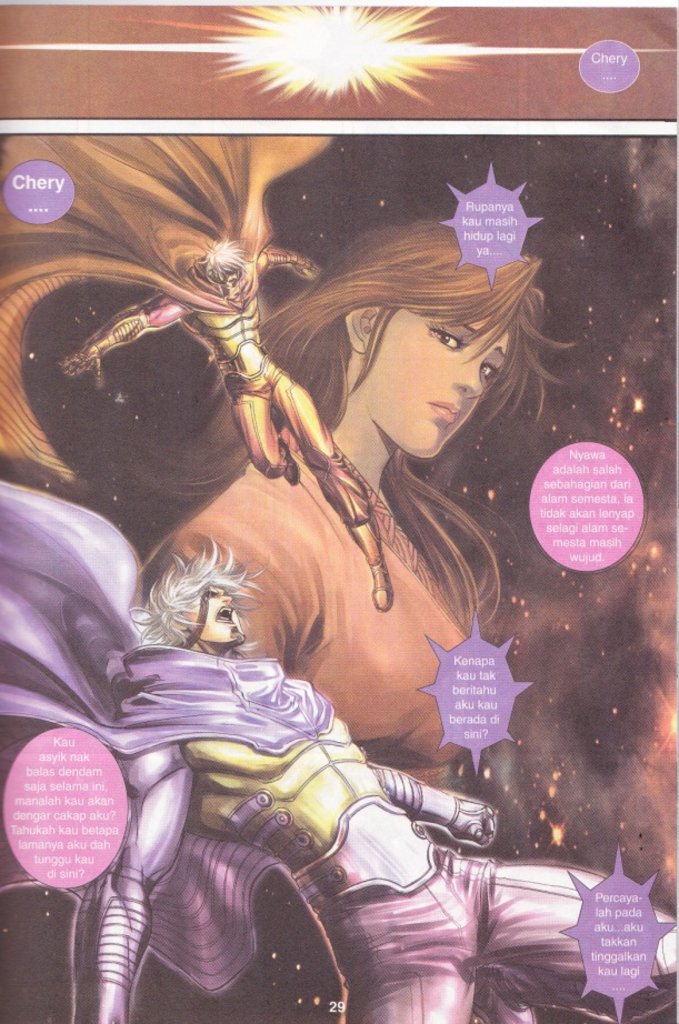 Chery
....
Chery
....
Rupanya
kau masih
hidup lagi
ya....
Nyawa
adalah salah
sebahagian dari
alam semesta, Ia
tidak akan lenyap
selagi alam se-
mesta masih
wujud.
Kenapa
kau tak
beritahu
aku kau
berada di
sini?
Kau
asyik nak
balas dendam
saja selama ini,
manalah kau akan
dengar cakap aku?
Tahukah kau betapa
lamanya aku dah
tunggu kau
di sini?
Percaya-
lah pada
aku...aku
takkan
tinggalkan
kau lagi
....
29